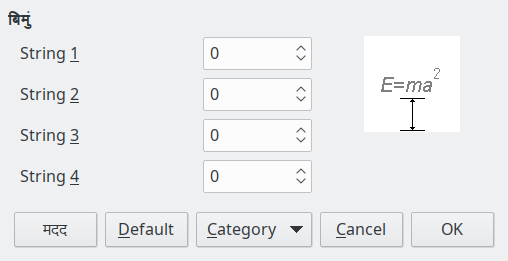 बिमुं
String 1 0
String 2 0
String 3 0
String 4 0
E=ma2
मदद Default Category Cancel OK